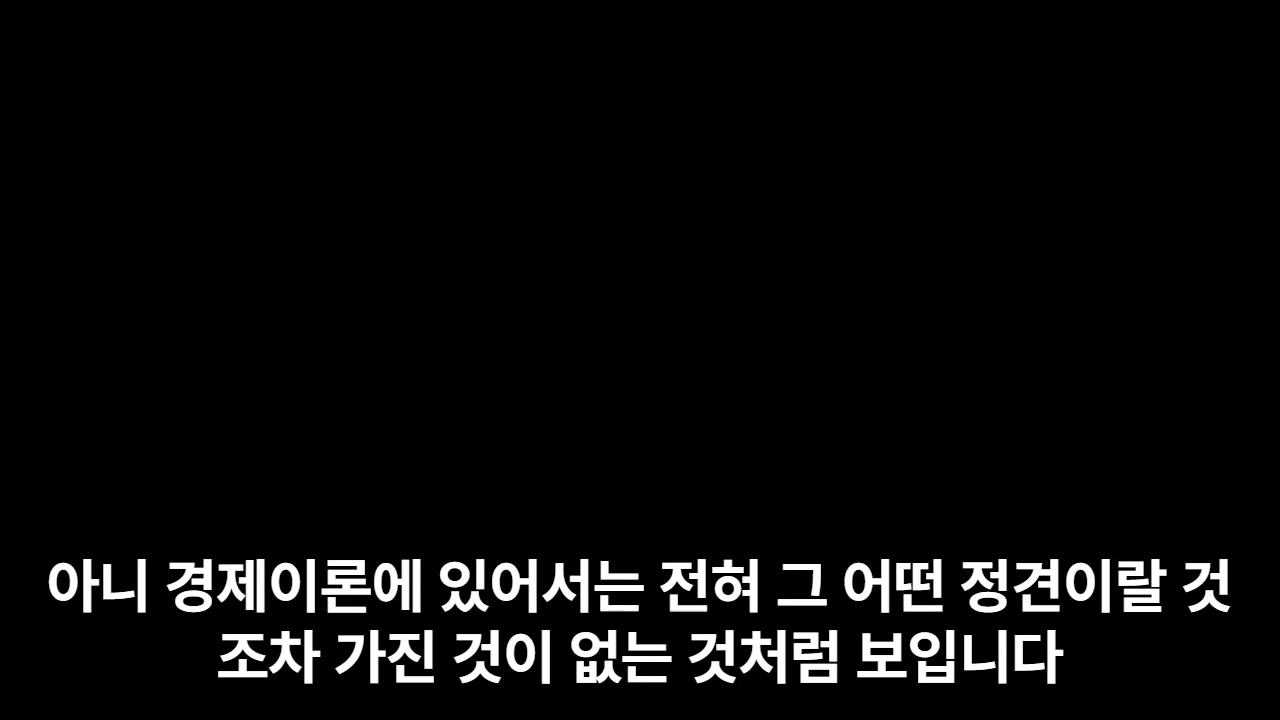 아니 경제이론에 있어서는 전혀 그 어떤 정견이랄 것
조차 가진 것이 없는 것처럼 보입니다